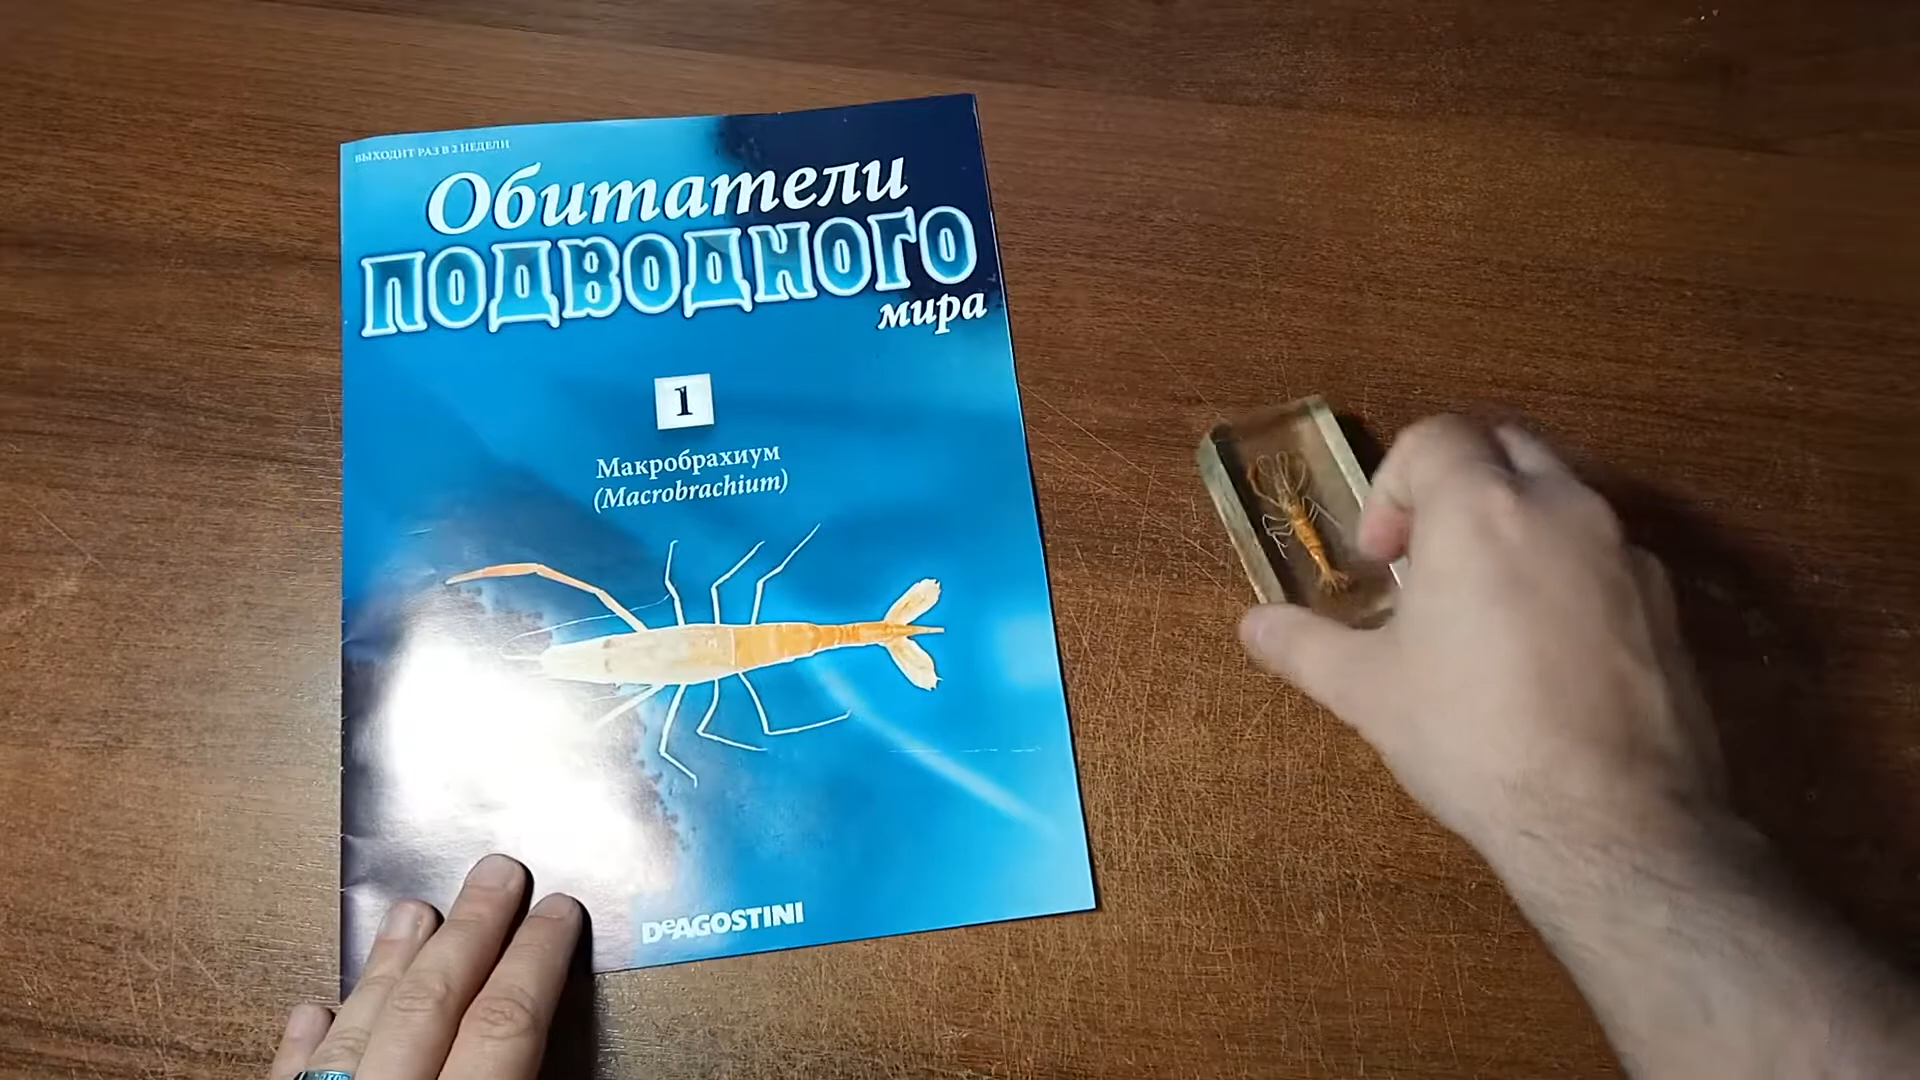 ВЫХОДИТ РАЗ В 2 НЕДЕЛИ
Обитатели
ПОДВОДНОГО
мира
1
Макробрахиум
(Macrobrachium)
DeAGOSTINI